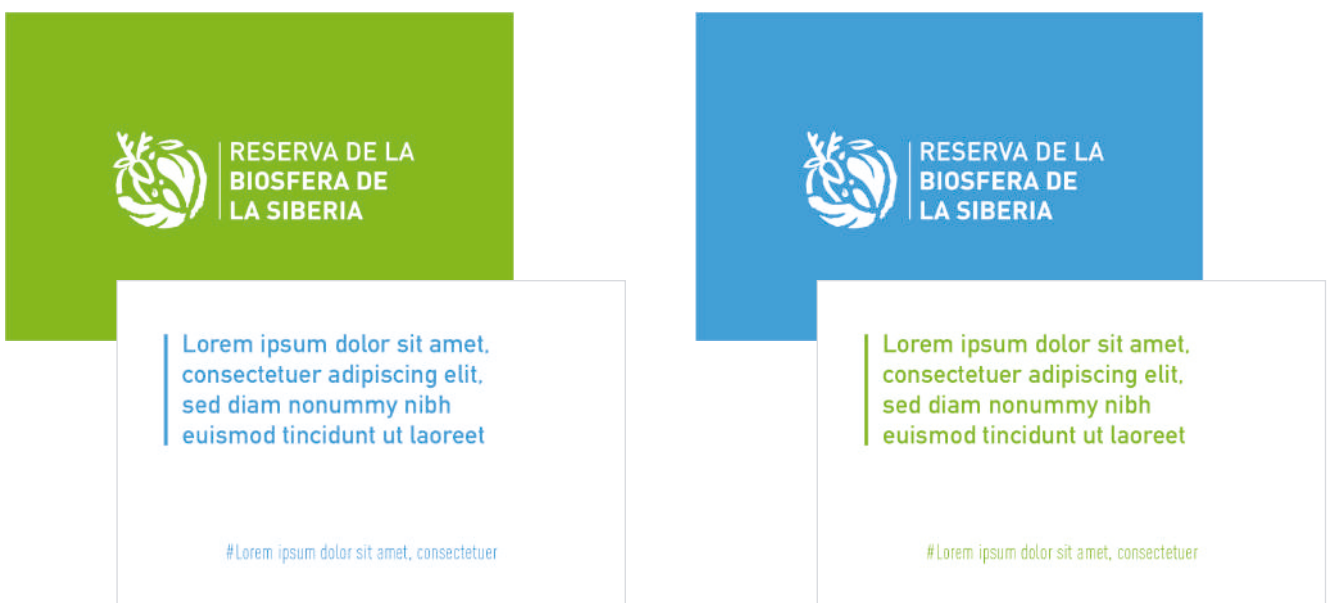 RESERVA DE LA
BIOSFERA DE
LA SIBERIA
Lorem ipsum dolor sit amet,
consectetuer adipiscing elit,
sed diam nonummy nibh
euismod tincidunt ut laoreet
#Lorem ipsum dolor sit amet, consectetuer
RESERVA DE LA
BIOSFERA DE
LA SIBERIA
Lorem ipsum dolor sit amet,
consectetuer adipiscing elit,
sed diam nonummy nibh
euismod tincidunt ut laoreet
#Lorem ipsum dolor sit amet, consectetuer